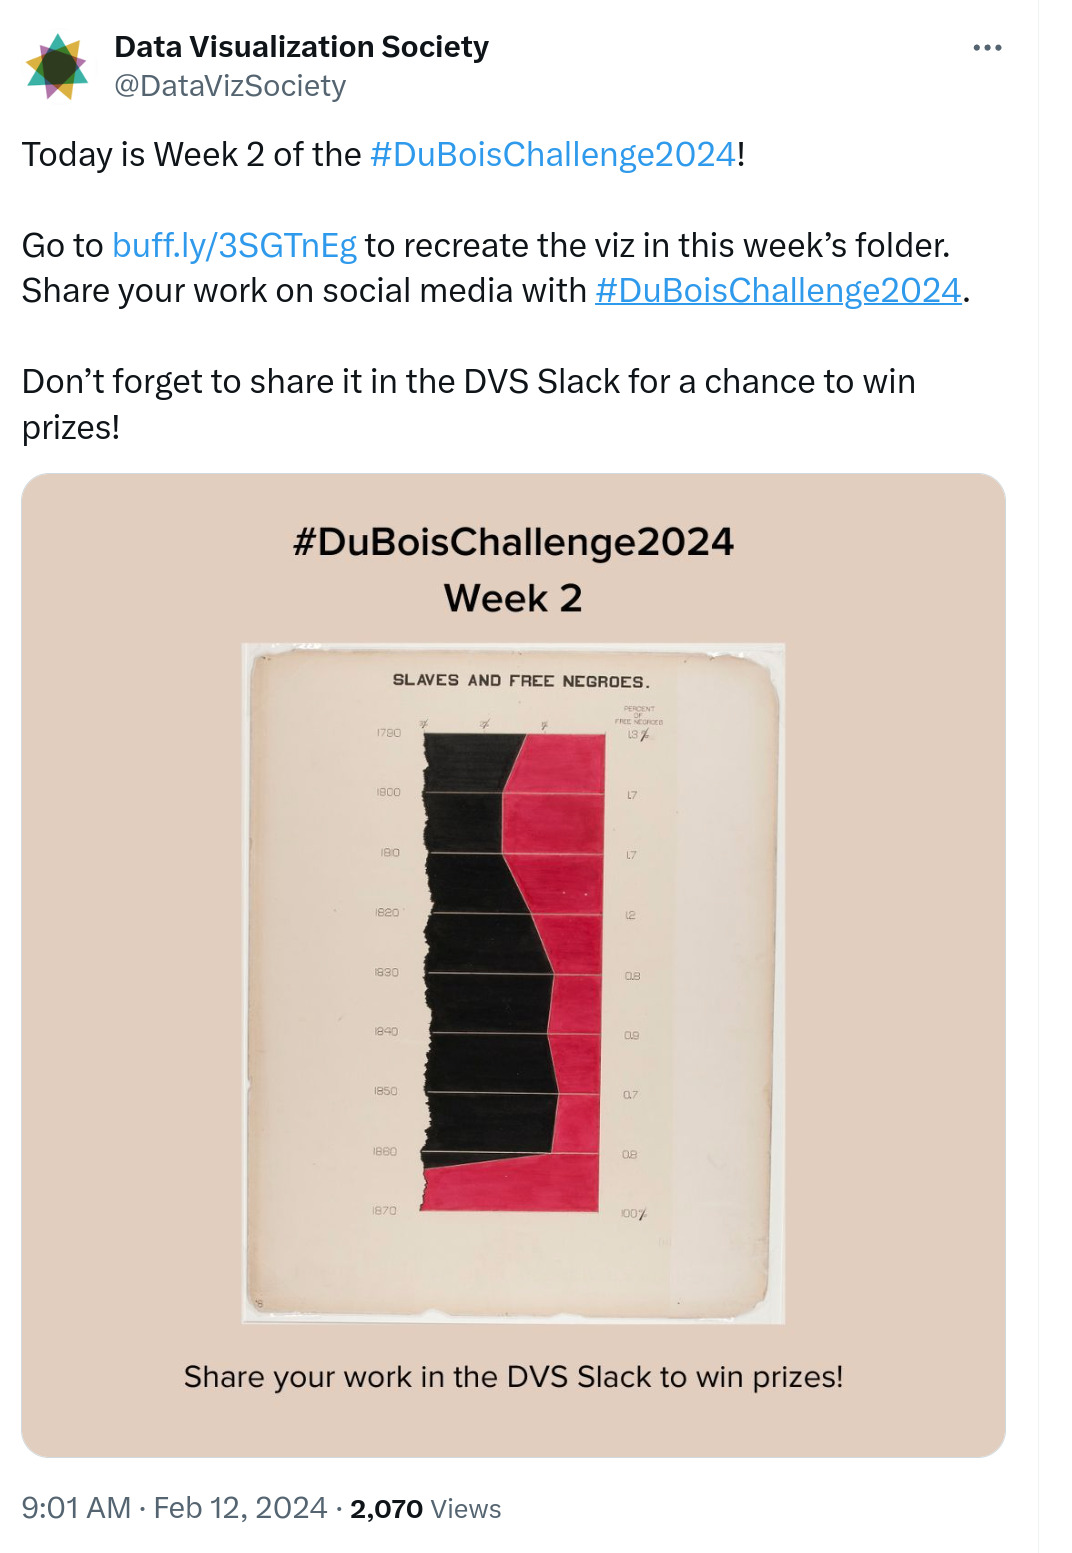 Data Visualization Society
@DataVizSociety
Today is Week 2 of the #DuBoisChallenge2024!
Go to buff.ly/3SGTnEg to recreate the viz in this week’s folder.
Share your work on social media with #DuBoisChallenge2024.
Don’t forget to share it in the DVS Slack for a chance to win
prizes!
#DuBoisChallenge2024
Week 2
SLAVES AND FREE NEGROES.
PERCENT
OF
FREE NEGROES
1790 1.3%
1800 1.7
1810 1.7
1820 1.2
1830 0.8
1840 0.9
1850 0.7
1860 0.8
1870 100%
Share your work in the DVS Slack to win prizes!
9:01 AM · Feb 12, 2024 · 2,070 Views